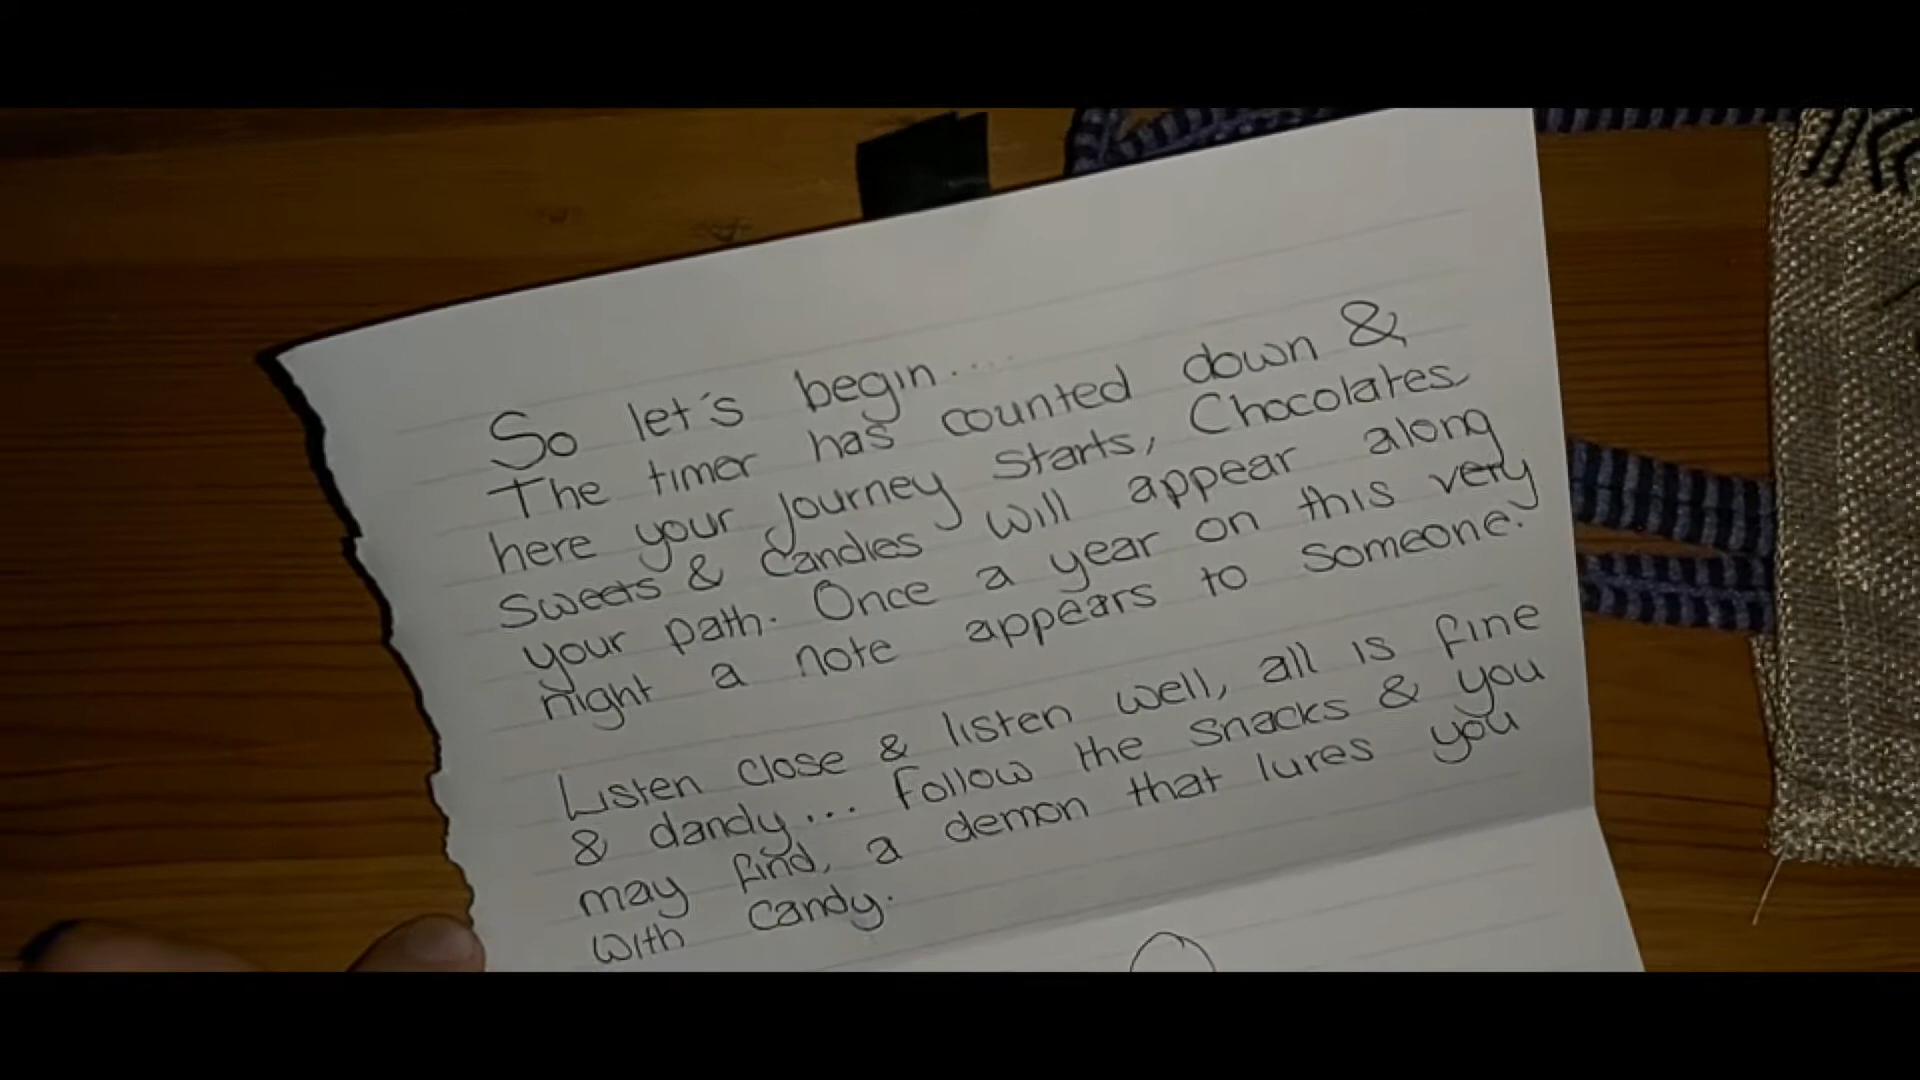 So let's begin...
The timer has counted down &
here your journey starts, Chocolates
sweets & candies will appear along
your path. Once a year on this very
night a note appears to someone.
Listen close & listen well, all is fine
& dandy... Follow the snacks & you
may find, a demon that lures you
with candy.